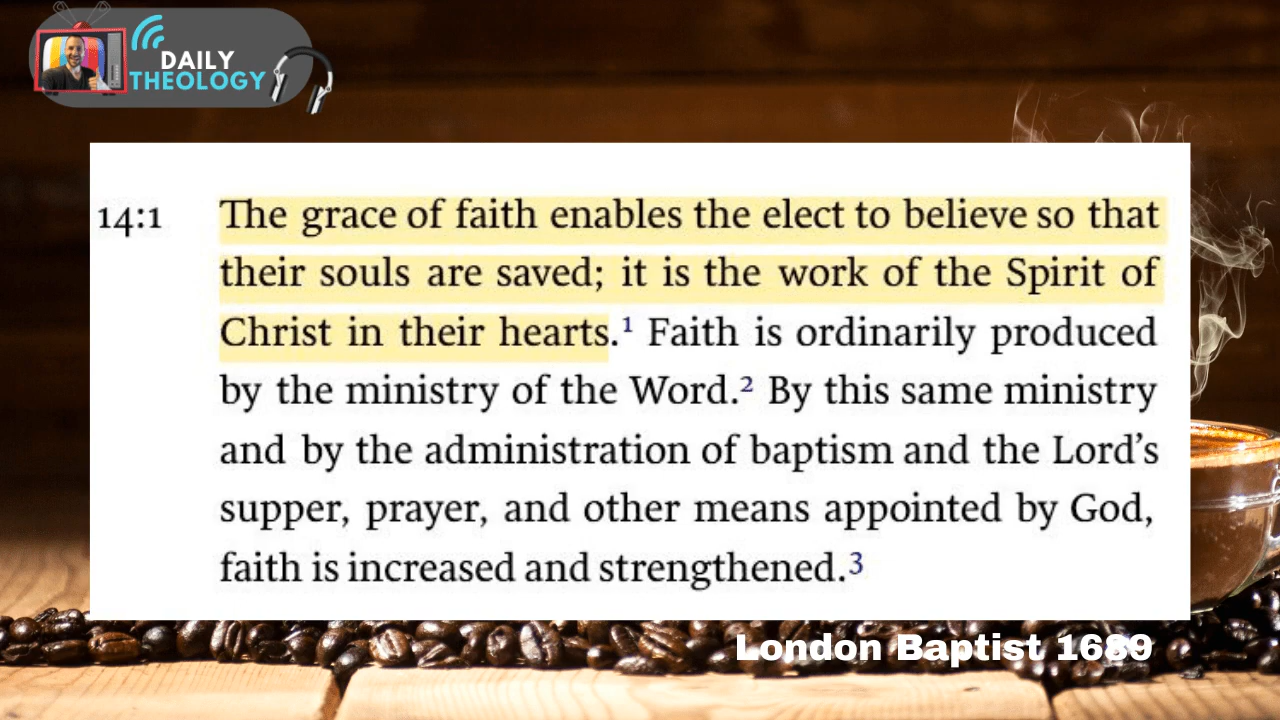 DAILY
THEOLOGY
14:1 The grace of faith enables the elect to believe so that
their souls are saved; it is the work of the Spirit of
Christ in their hearts.¹ Faith is ordinarily produced
by the ministry of the Word.² By this same ministry
and by the administration of baptism and the Lord’s
supper, prayer, and other means appointed by God,
faith is increased and strengthened.³
London Baptist 1689